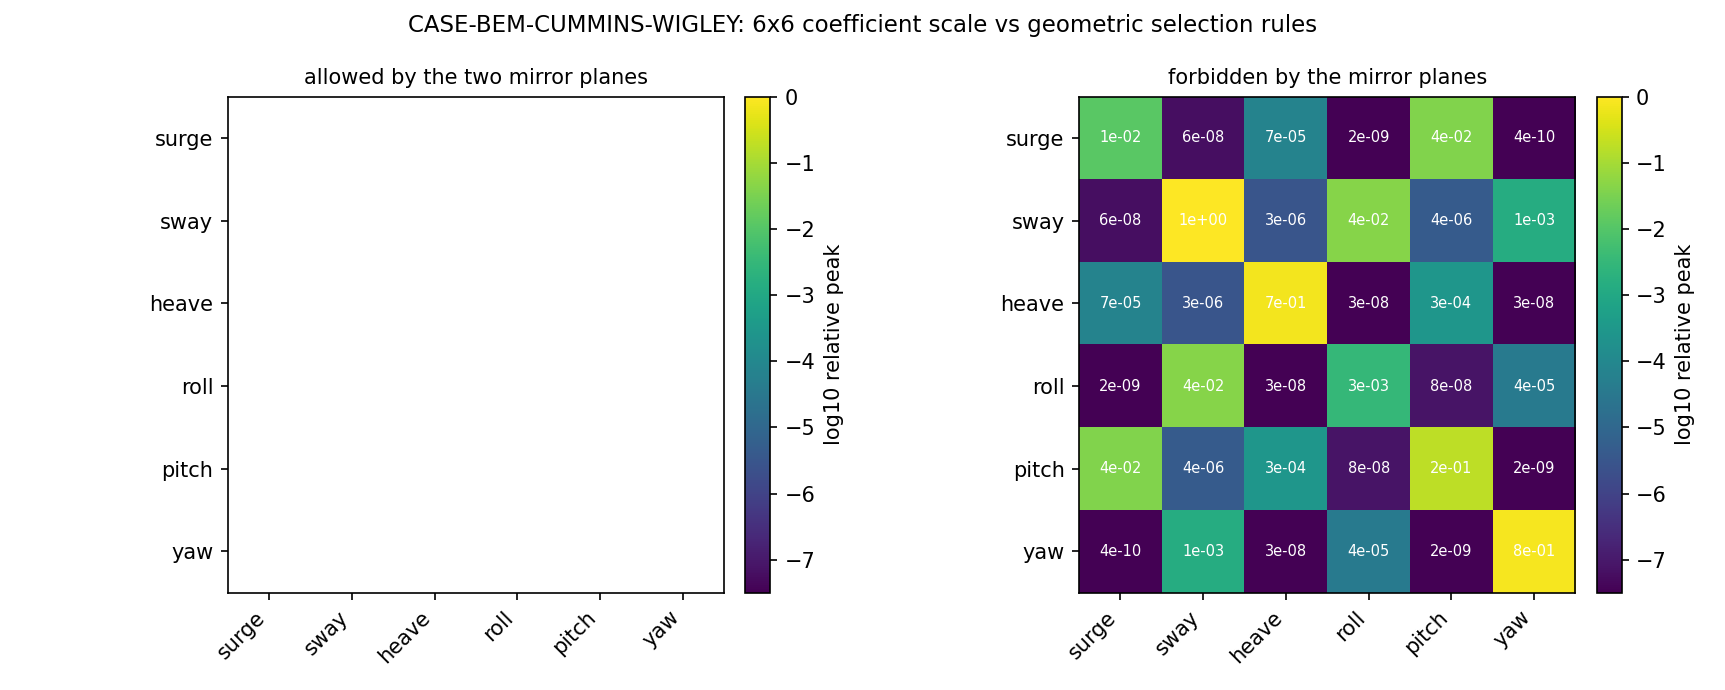 CASE-BEM-CUMMINS-WIGLEY: 6x6 coefficient scale vs geometric selection rules
allowed by the two mirror planes
surge
sway
heave
roll
pitch
yaw
surge
sway
heave
roll
pitch
yaw
0
−1
−2
−3
−4
−5
−6
−7
log10 relative peak
forbidden by the mirror planes
surge 1e-02 6e-08 7e-05 2e-09 4e-02 4e-10
sway 6e-08 1e+00 3e-06 4e-02 4e-06 1e-03
heave 7e-05 3e-06 7e-01 3e-08 3e-04 3e-08
roll 2e-09 4e-02 3e-08 3e-03 8e-08 4e-05
pitch 4e-02 4e-06 3e-04 8e-08 2e-01 2e-09
yaw 4e-10 1e-03 3e-08 4e-05 2e-09 8e-01
surge
sway
heave
roll
pitch
yaw
0
−1
−2
−3
−4
−5
−6
−7
log10 relative peak